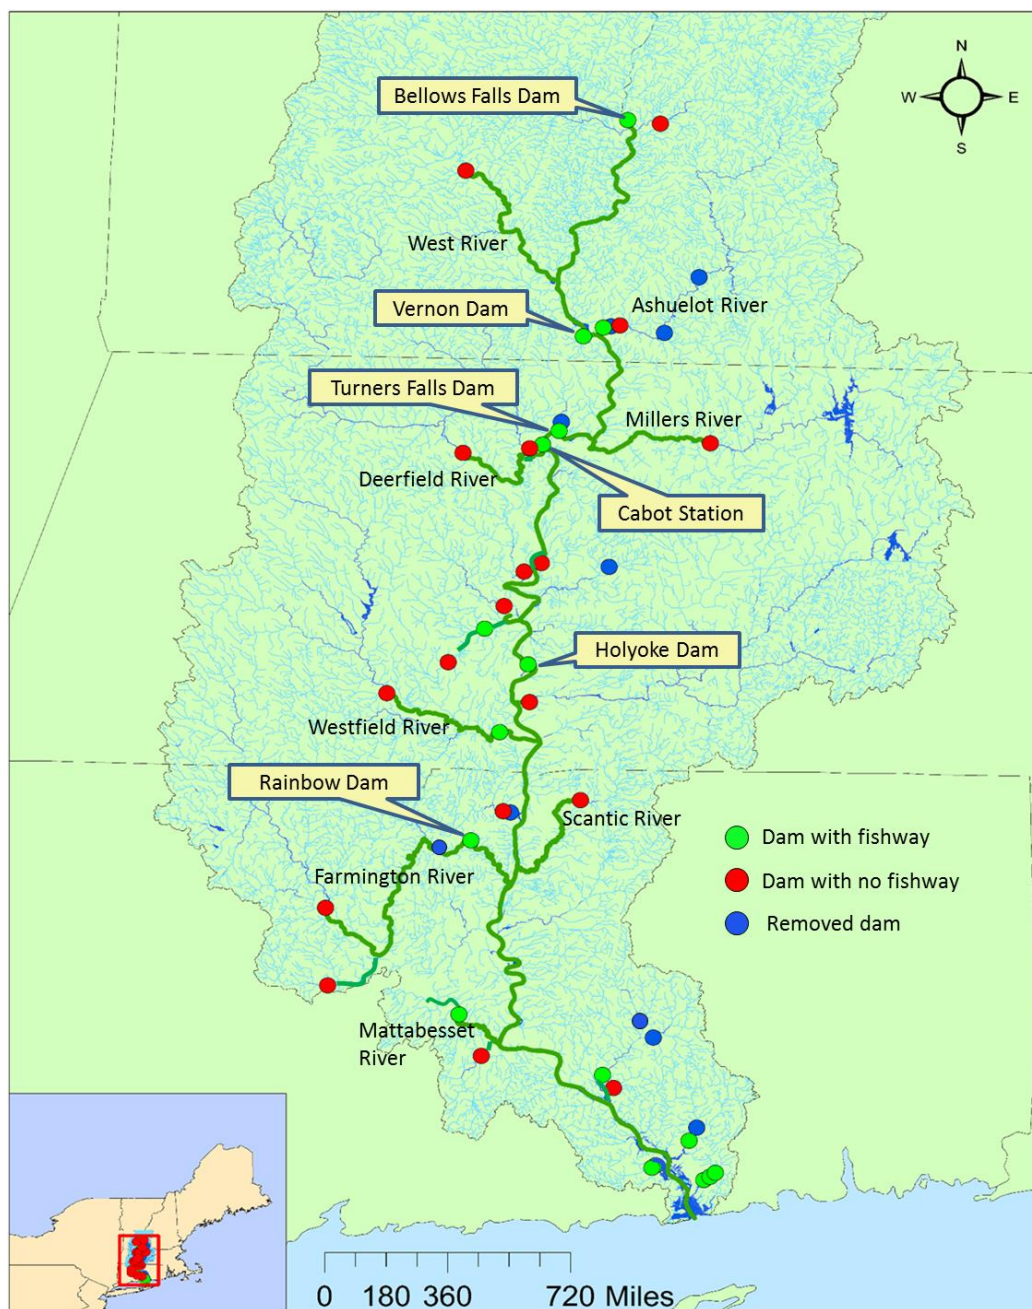 N
W
E
S
Bellows Falls Dam
West River
Vernon Dam
Ashuelot River
Turners Falls Dam
Millers River
Deerfield River
Cabot Station
Holyoke Dam
Westfield River
Rainbow Dam
Scantic River
Farmington River
Dam with fishway
Dam with no fishway
Removed dam
Mattabesset
River
0 180 360 720 Miles